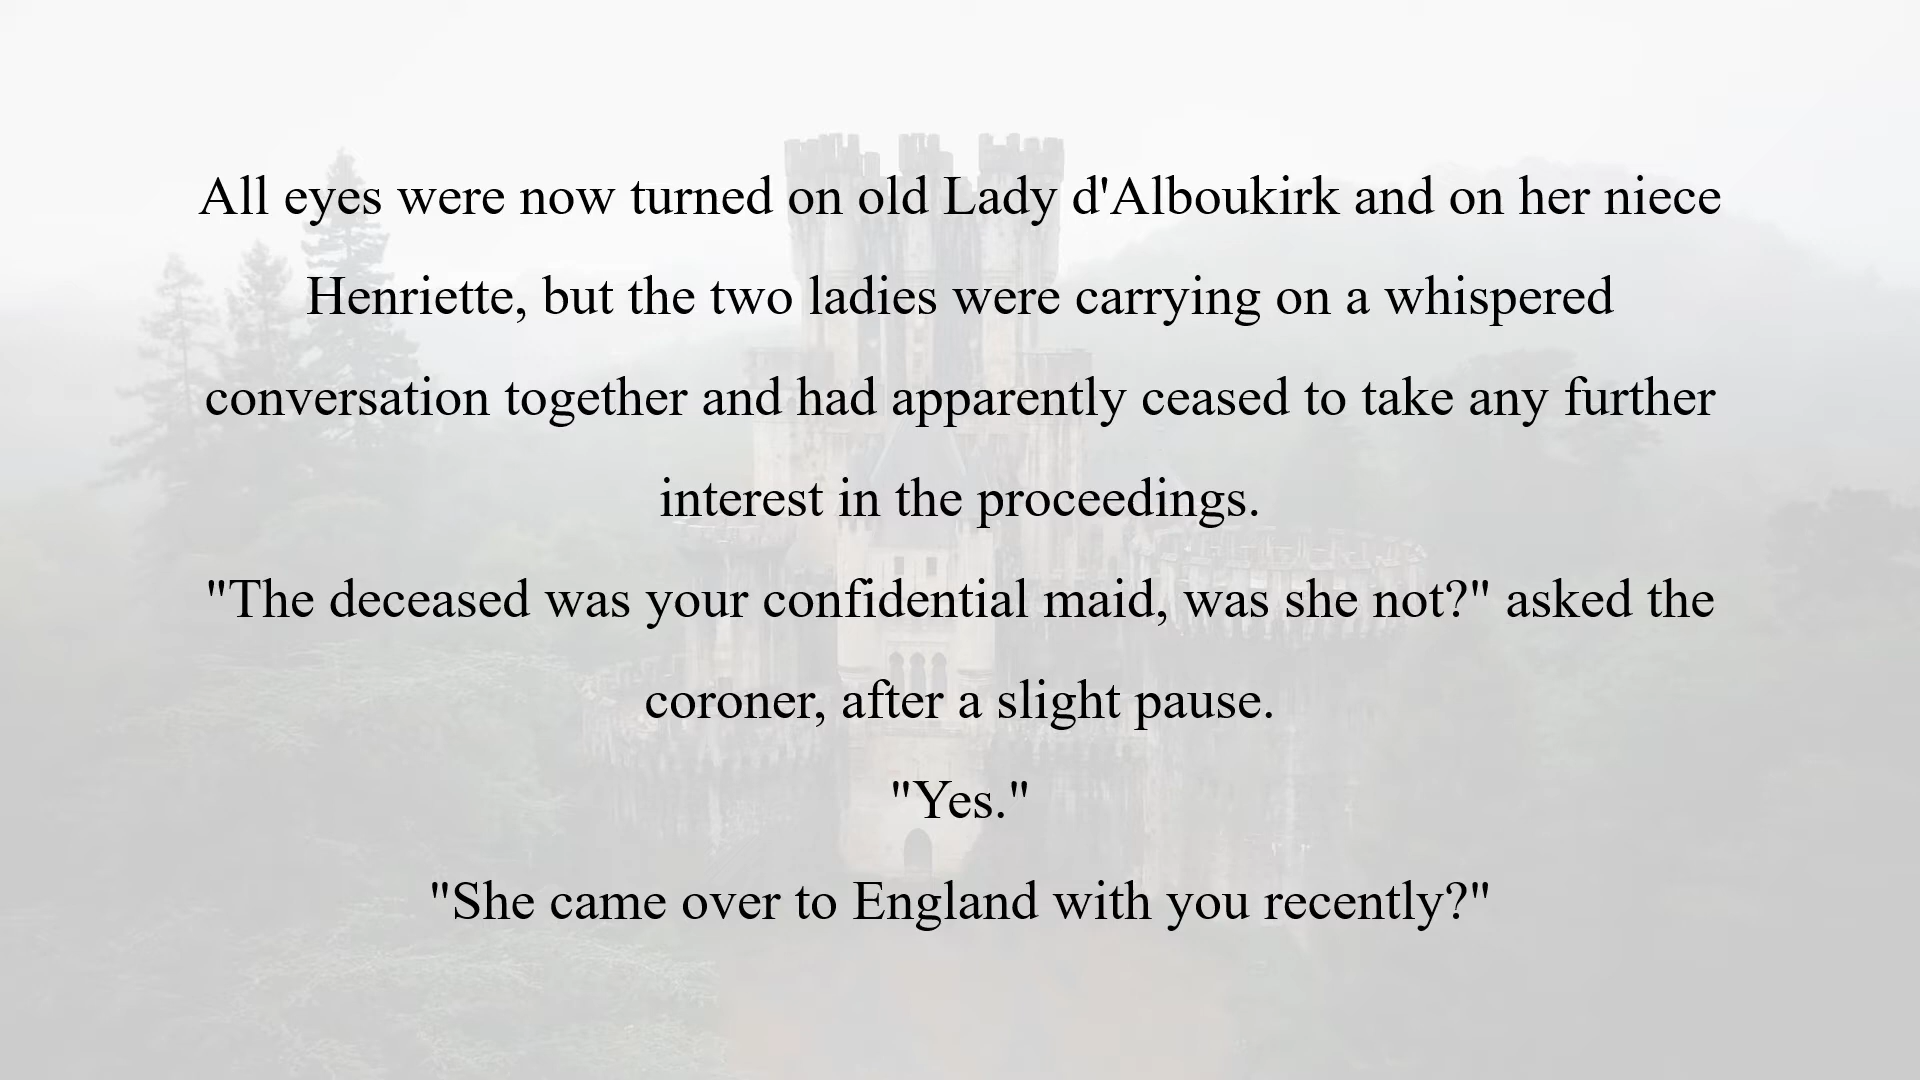 All eyes were now turned on old Lady d'Alboukirk and on her niece
Henriette, but the two ladies were carrying on a whispered
conversation together and had apparently ceased to take any further
interest in the proceedings.
"The deceased was your confidential maid, was she not?" asked the
coroner, after a slight pause.
"Yes."
"She came over to England with you recently?"